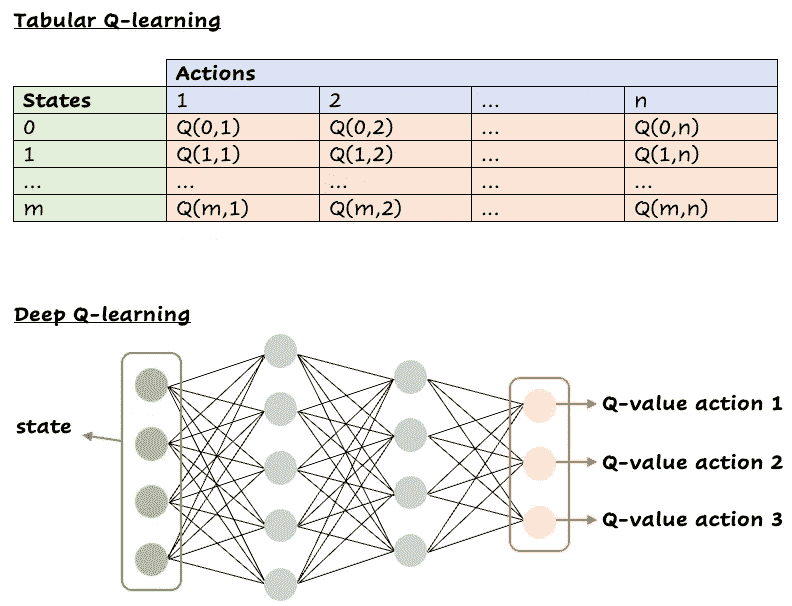 Tabular Q-learning
Actions
States 1 2 ... n
0 Q(0,1) Q(0,2) ... Q(0,n)
1 Q(1,1) Q(1,2) ... Q(1,n)
... ... ... ... ...
m Q(m,1) Q(m,2) ... Q(m,n)
Deep Q-learning
Q-value action 1
state
Q-value action 2
Q-value action 3